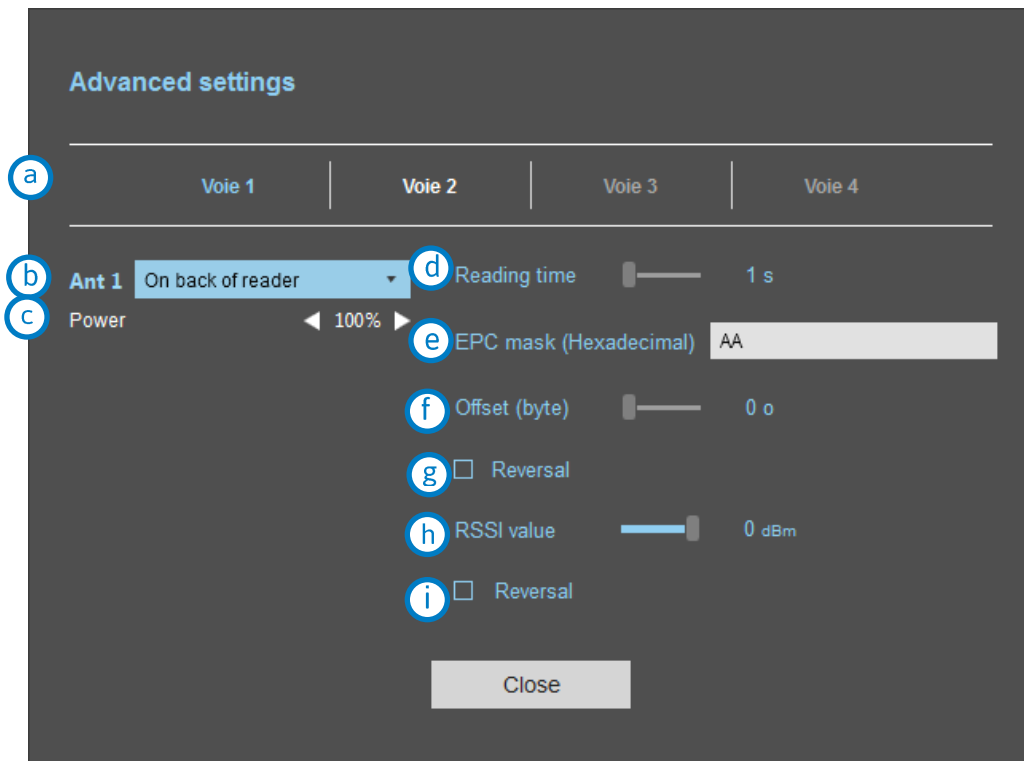 Advanced settings
a Voie 1 Voie 2 Voie 3 Voie 4
b Ant 1 On back of reader
c Power 100%
d Reading time 1 s
e EPC mask (Hexadecimal) AA
f Offset (byte) 0 o
g Reversal
h RSSI value 0 dBm
i Reversal
Close